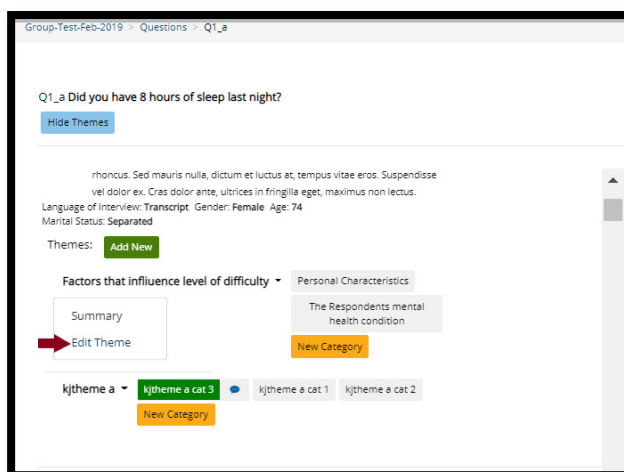 Group-Test-Feb-2019 > Questions > Q1_a
Q1_a Did you have 8 hours of sleep last night?
Hide Themes
rhoncus. Sed mauris nulla, dictum et luctus at, tempus vitae eros. Suspendisse
vel dolor ex. Cras dolor ante, ultrices in fringilla eget, maximus non lectus.
Language of Interview: Transcript Gender: Female Age: 74
Marital Status: Separated
Themes: Add New
Factors that infliuence level of difficulty Personal Characteristics
The Respondents mental
health condition
Summary
Edit Theme
New Category
kjtheme a kjtheme a cat 3 kjtheme a cat 1 kjtheme a cat 2
New Category